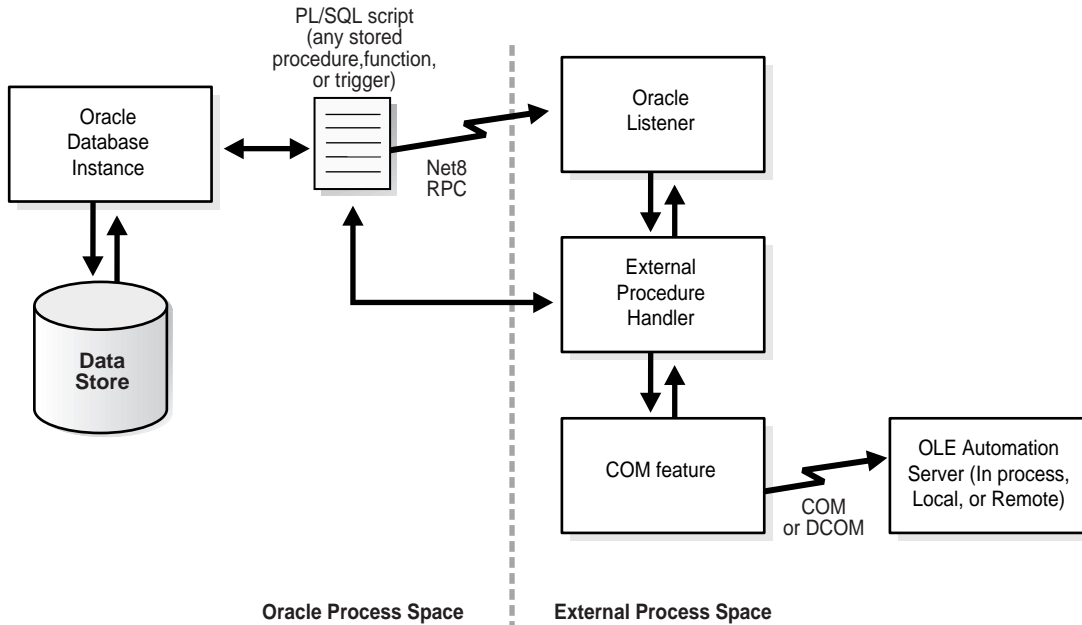 PL/SQL script
(any stored
procedure,function,
or trigger)
Oracle
Database
Instance
Oracle
Listener
Net8
RPC
External
Procedure
Handler
Data
Store
COM feature
OLE Automation
Server (In process,
Local, or Remote)
COM
or DCOM
Oracle Process Space
External Process Space